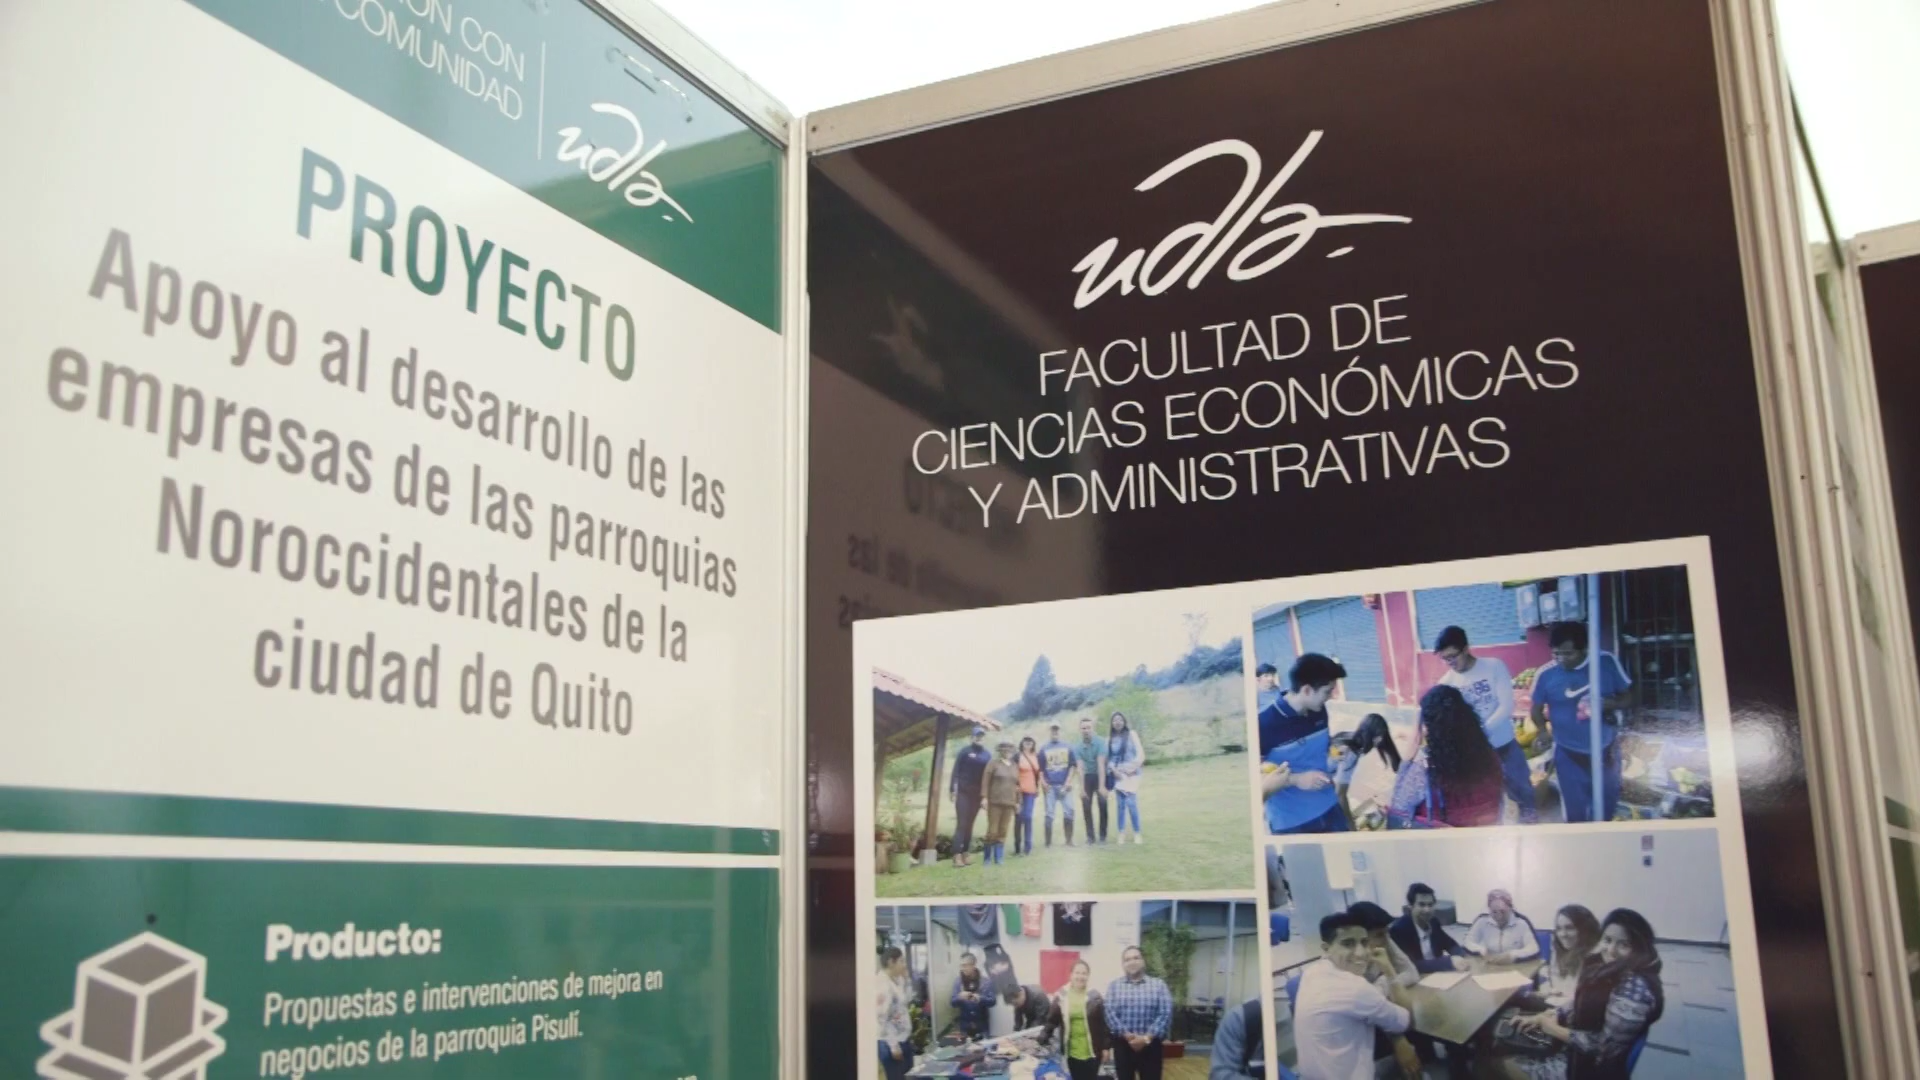 CON
COMUNIDAD
udla.
PROYECTO
Apoyo al desarrollo de las
empresas de las parroquias
Noroccidentales de la
ciudad de Quito
Producto:
Propuestas e intervenciones de mejora en
negocios de la parroquia Pisulí.
udla.
FACULTAD DE
CIENCIAS ECONÓMICAS
Y ADMINISTRATIVAS